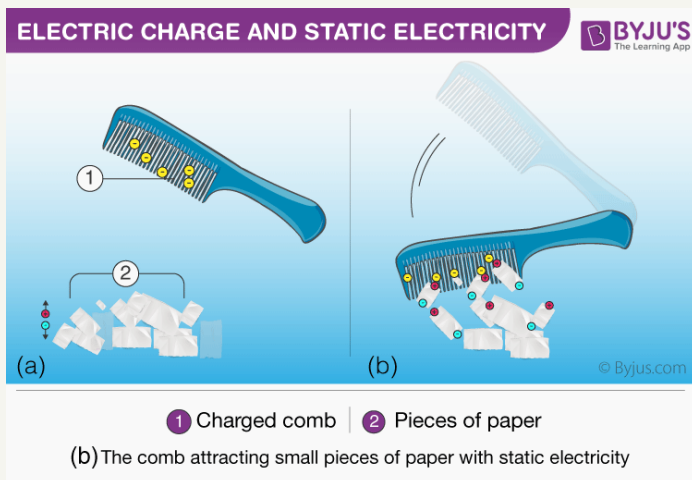 ELECTRIC CHARGE AND STATIC ELECTRICITY
BYJU'S
The Learning App
1
2
(a)
(b)
© Byjus.com
1 Charged comb | 2 Pieces of paper
(b) The comb attracting small pieces of paper with static electricity